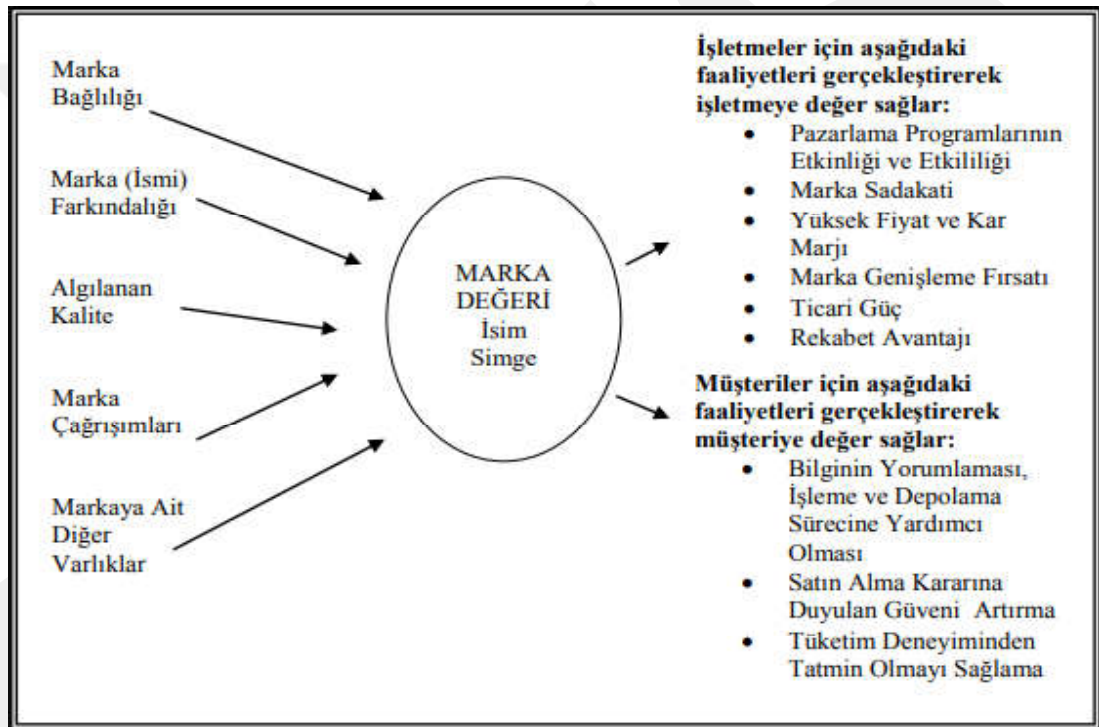 Marka
Bağlılığı
Marka (İsmi)
Farkındalığı
Algılanan
Kalite
Marka
Çağrışımları
Markaya Ait
Diğer
Varlıklar
MARKA
DEĞERİ
İsim
Simge
İşletmeler için aşağıdaki
faaliyetleri gerçekleştirerek
işletmeye değer sağlar:
• Pazarlama Programlarının
Etkinliği ve Etkililiği
• Marka Sadakati
• Yüksek Fiyat ve Kar
Marjı
• Marka Genişleme Fırsatı
• Ticari Güç
• Rekabet Avantajı
Müşteriler için aşağıdaki
faaliyetleri gerçekleştirerek
müşteriye değer sağlar:
• Bilginin Yorumlaması,
İşleme ve Depolama
Sürecine Yardımcı
Olması
• Satın Alma Kararına
Duyulan Güveni Artırma
• Tüketim Deneyiminden
Tatmin Olmayı Sağlama